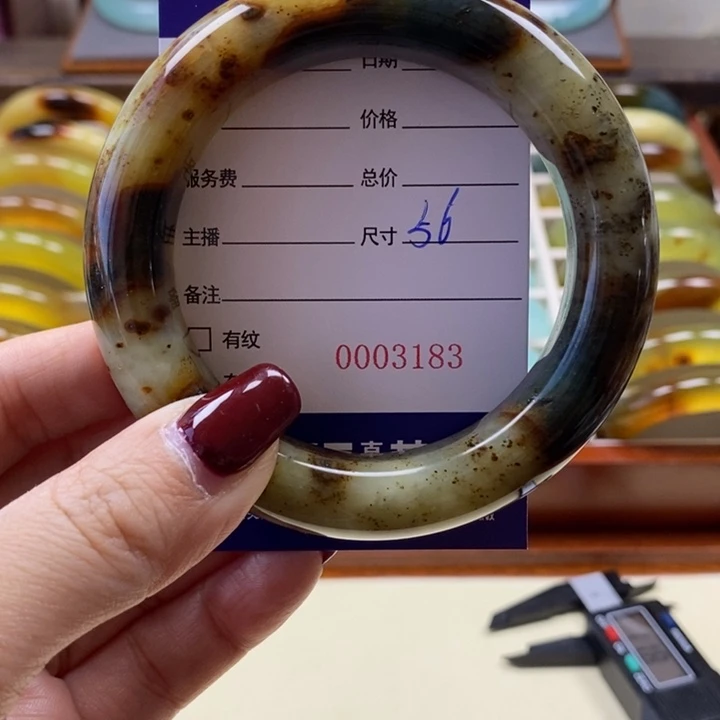 日期
价格
服务费 总价
主播 尺寸 56
备注
有纹
0003183